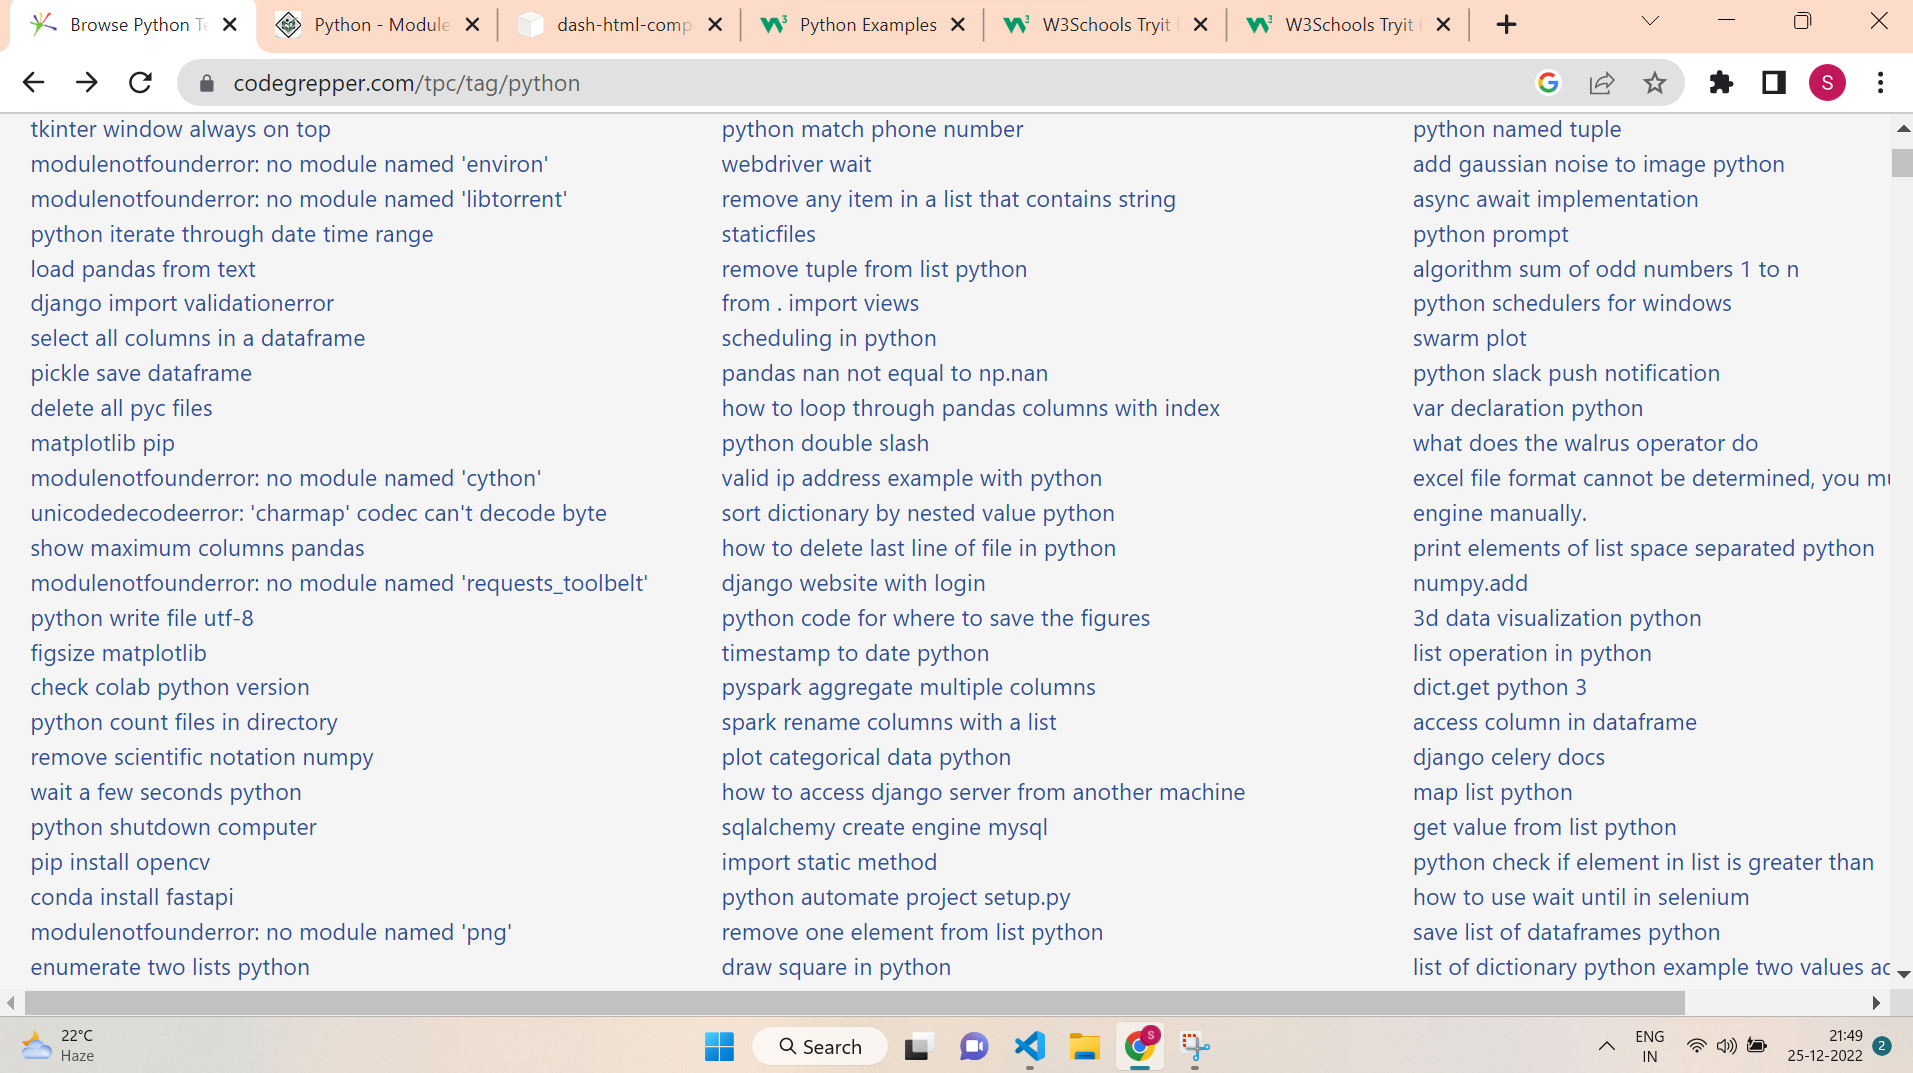 Browse Python Te
Python - Module
dash-html-comp
Python Examples
W3Schools Tryit
W3Schools Tryit
codegrepper.com/tpc/tag/python
S
tkinter window always on top
modulenotfounderror: no module named 'environ'
modulenotfounderror: no module named 'libtorrent'
python iterate through date time range
load pandas from text
django import validationerror
select all columns in a dataframe
pickle save dataframe
delete all pyc files
matplotlib pip
modulenotfounderror: no module named 'cython'
unicodedecodeerror: 'charmap' codec can't decode byte
show maximum columns pandas
modulenotfounderror: no module named 'requests_toolbelt'
python write file utf-8
figsize matplotlib
check colab python version
python count files in directory
remove scientific notation numpy
wait a few seconds python
python shutdown computer
pip install opencv
conda install fastapi
modulenotfounderror: no module named 'png'
enumerate two lists python
python match phone number
webdriver wait
remove any item in a list that contains string
staticfiles
remove tuple from list python
from . import views
scheduling in python
pandas nan not equal to np.nan
how to loop through pandas columns with index
python double slash
valid ip address example with python
sort dictionary by nested value python
how to delete last line of file in python
django website with login
python code for where to save the figures
timestamp to date python
pyspark aggregate multiple columns
spark rename columns with a list
plot categorical data python
how to access django server from another machine
sqlalchemy create engine mysql
import static method
python automate project setup.py
remove one element from list python
draw square in python
python named tuple
add gaussian noise to image python
async await implementation
python prompt
algorithm sum of odd numbers 1 to n
python schedulers for windows
swarm plot
python slack push notification
var declaration python
what does the walrus operator do
excel file format cannot be determined, you mu
engine manually.
print elements of list space separated python
numpy.add
3d data visualization python
list operation in python
dict.get python 3
access column in dataframe
django celery docs
map list python
get value from list python
python check if element in list is greater than
how to use wait until in selenium
save list of dataframes python
list of dictionary python example two values ac
22°C
Haze
Search
S
ENG
IN
21:49
25-12-2022
2